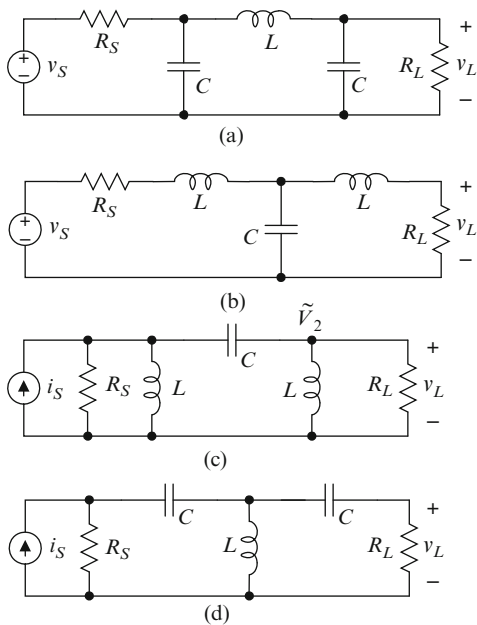 R_S L +
+ − v_S C C R_L v_L
−
(a)
R_S L L +
+ − v_S C R_L v_L
−
(b)
Ṽ_2
C +
i_S R_S L L R_L v_L
−
(c)
C C +
i_S R_S L R_L v_L
−
(d)